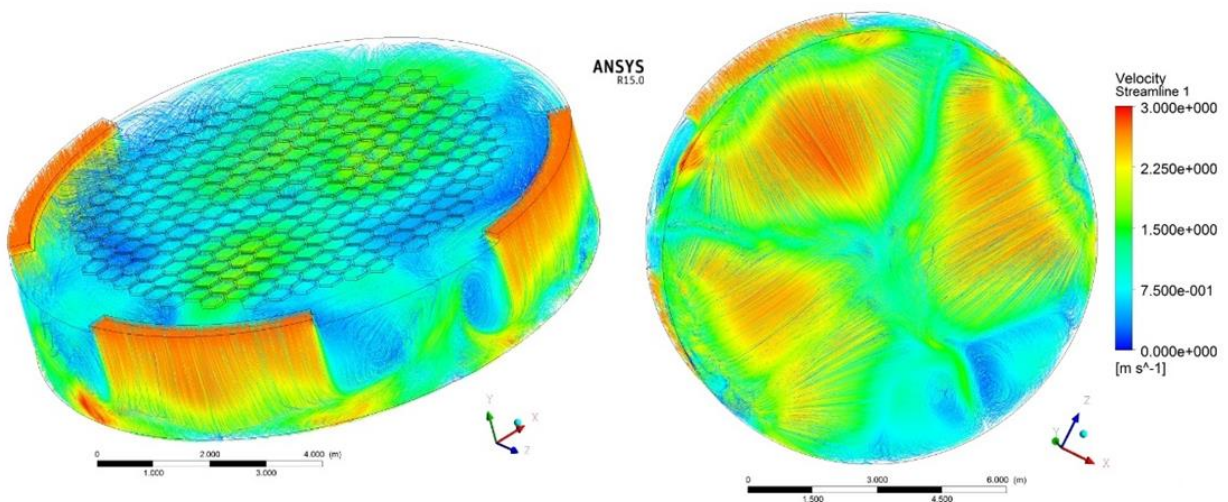 ANSYS
R15.0
Velocity
Streamline 1
3.000e+000
2.250e+000
1.500e+000
7.500e-001
0.000e+000
[m s^-1]
Y
X
Z
0
2.000
4.000 (m)
1.000
3.000
Z
Y
X
0
3.000
6.000 (m)
1.500
4.500